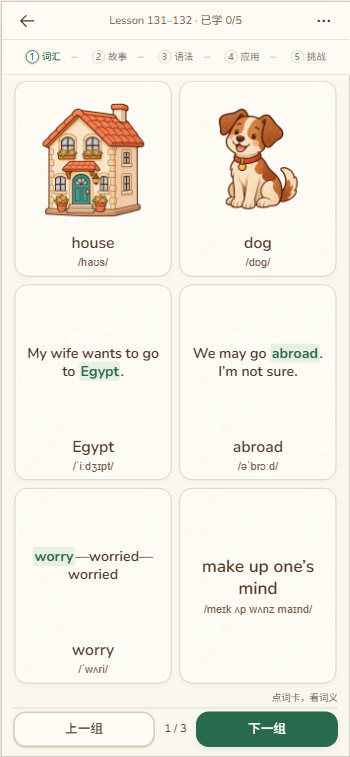 Lesson 131–132 · 已学 0/5
1 词汇 — 2 故事 — 3 语法 — 4 应用 — 5 挑战
house
/haʊs/
dog
/dɒg/
My wife wants to go
to Egypt.
Egypt
/ˈiːdʒɪpt/
We may go abroad.
I'm not sure.
abroad
/əˈbrɔːd/
worry—worried—
worried
worry
/ˈwʌri/
make up one's
mind
/meɪk ʌp wʌnz maɪnd/
点词卡，看词义
上一组
1 / 3
下一组